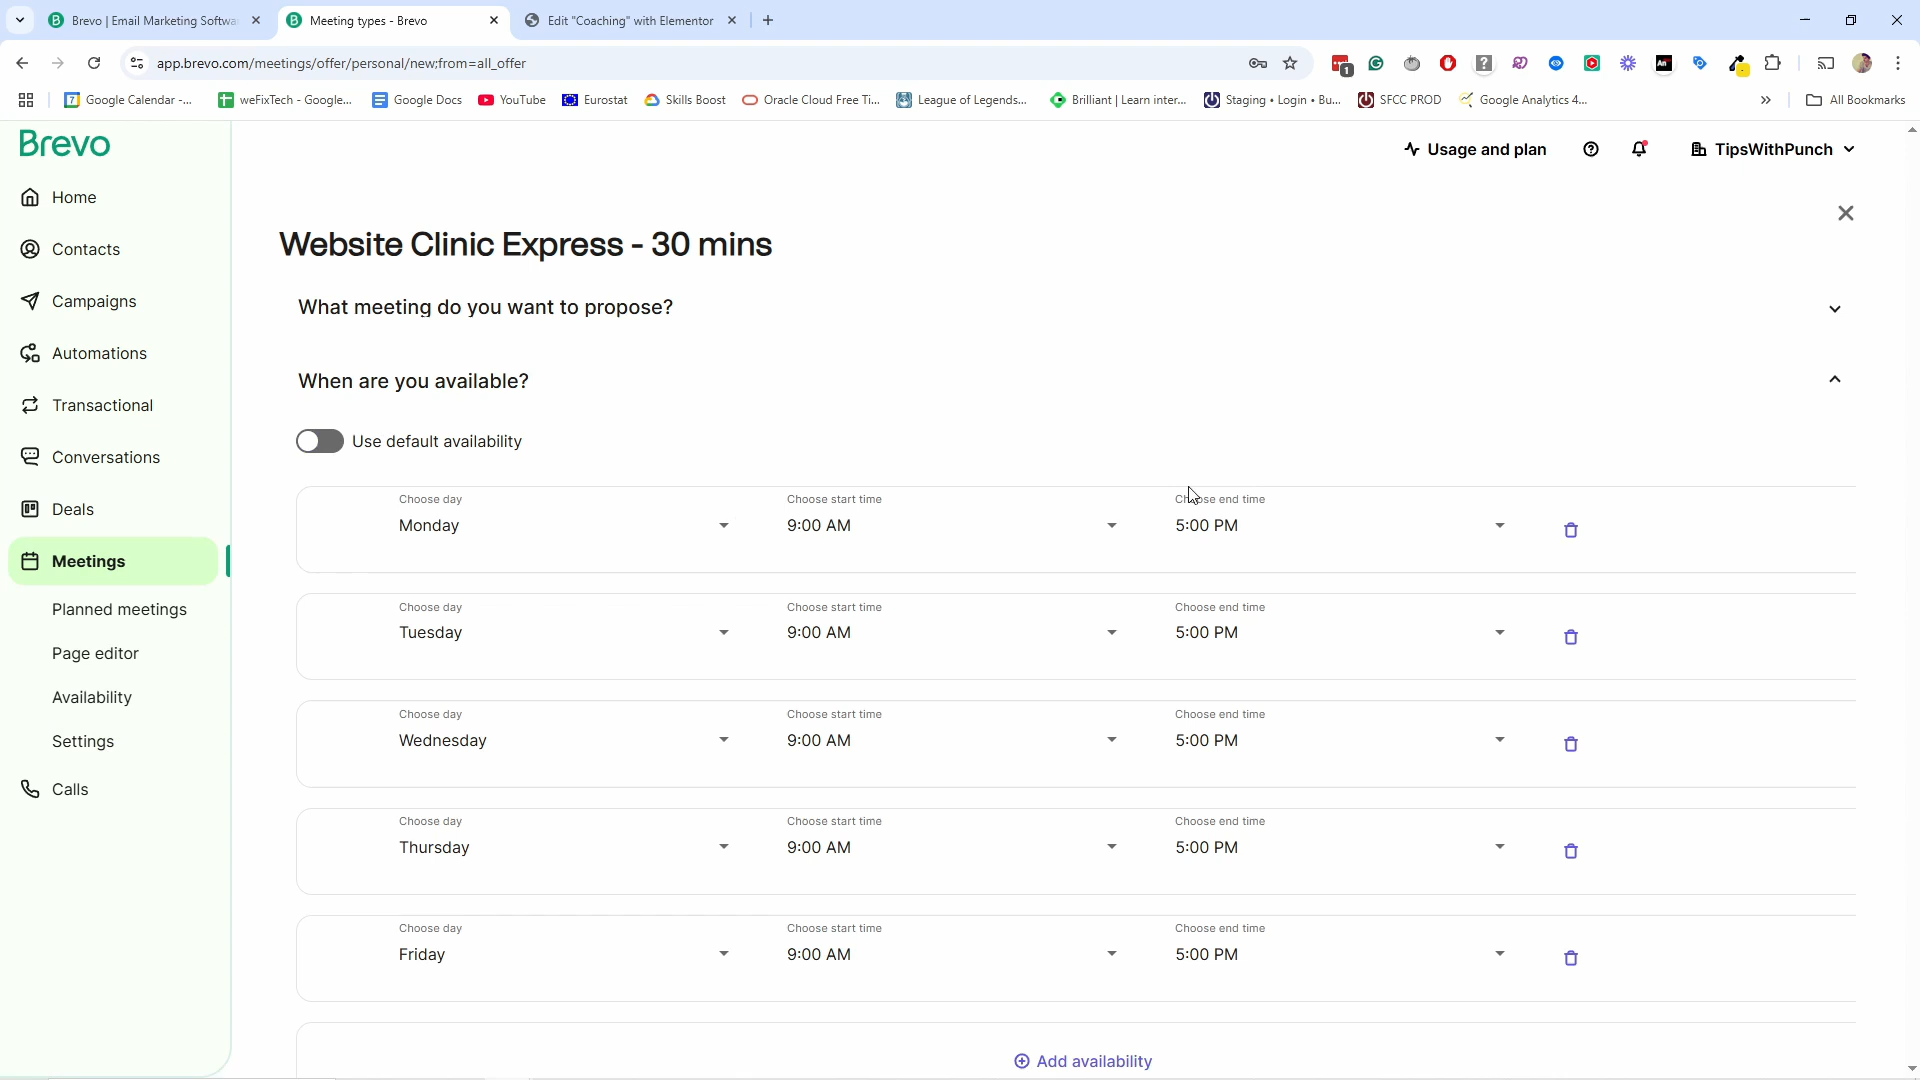 Brevo | Email Marketing Softwa
Meeting types - Brevo
Edit "Coaching" with Elementor
app.brevo.com/meetings/offer/personal/new;from=all_offer
1
Google Calendar -...
weFixTech - Google...
Google Docs
YouTube
Eurostat
Skills Boost
Oracle Cloud Free Ti...
League of Legends...
Brilliant | Learn inter...
Staging • Login • Bu...
SFCC PROD
Google Analytics 4...
»
All Bookmarks
Brevo
Usage and plan
TipsWithPunch
Home
Contacts
Campaigns
Automations
Transactional
Conversations
Deals
Meetings
Planned meetings
Page editor
Availability
Settings
Calls
Website Clinic Express - 30 mins
What meeting do you want to propose?
When are you available?
Use default availability
Choose day Choose start time Choose end time
Monday 9:00 AM 5:00 PM
Choose day Choose start time Choose end time
Tuesday 9:00 AM 5:00 PM
Choose day Choose start time Choose end time
Wednesday 9:00 AM 5:00 PM
Choose day Choose start time Choose end time
Thursday 9:00 AM 5:00 PM
Choose day Choose start time Choose end time
Friday 9:00 AM 5:00 PM
Add availability